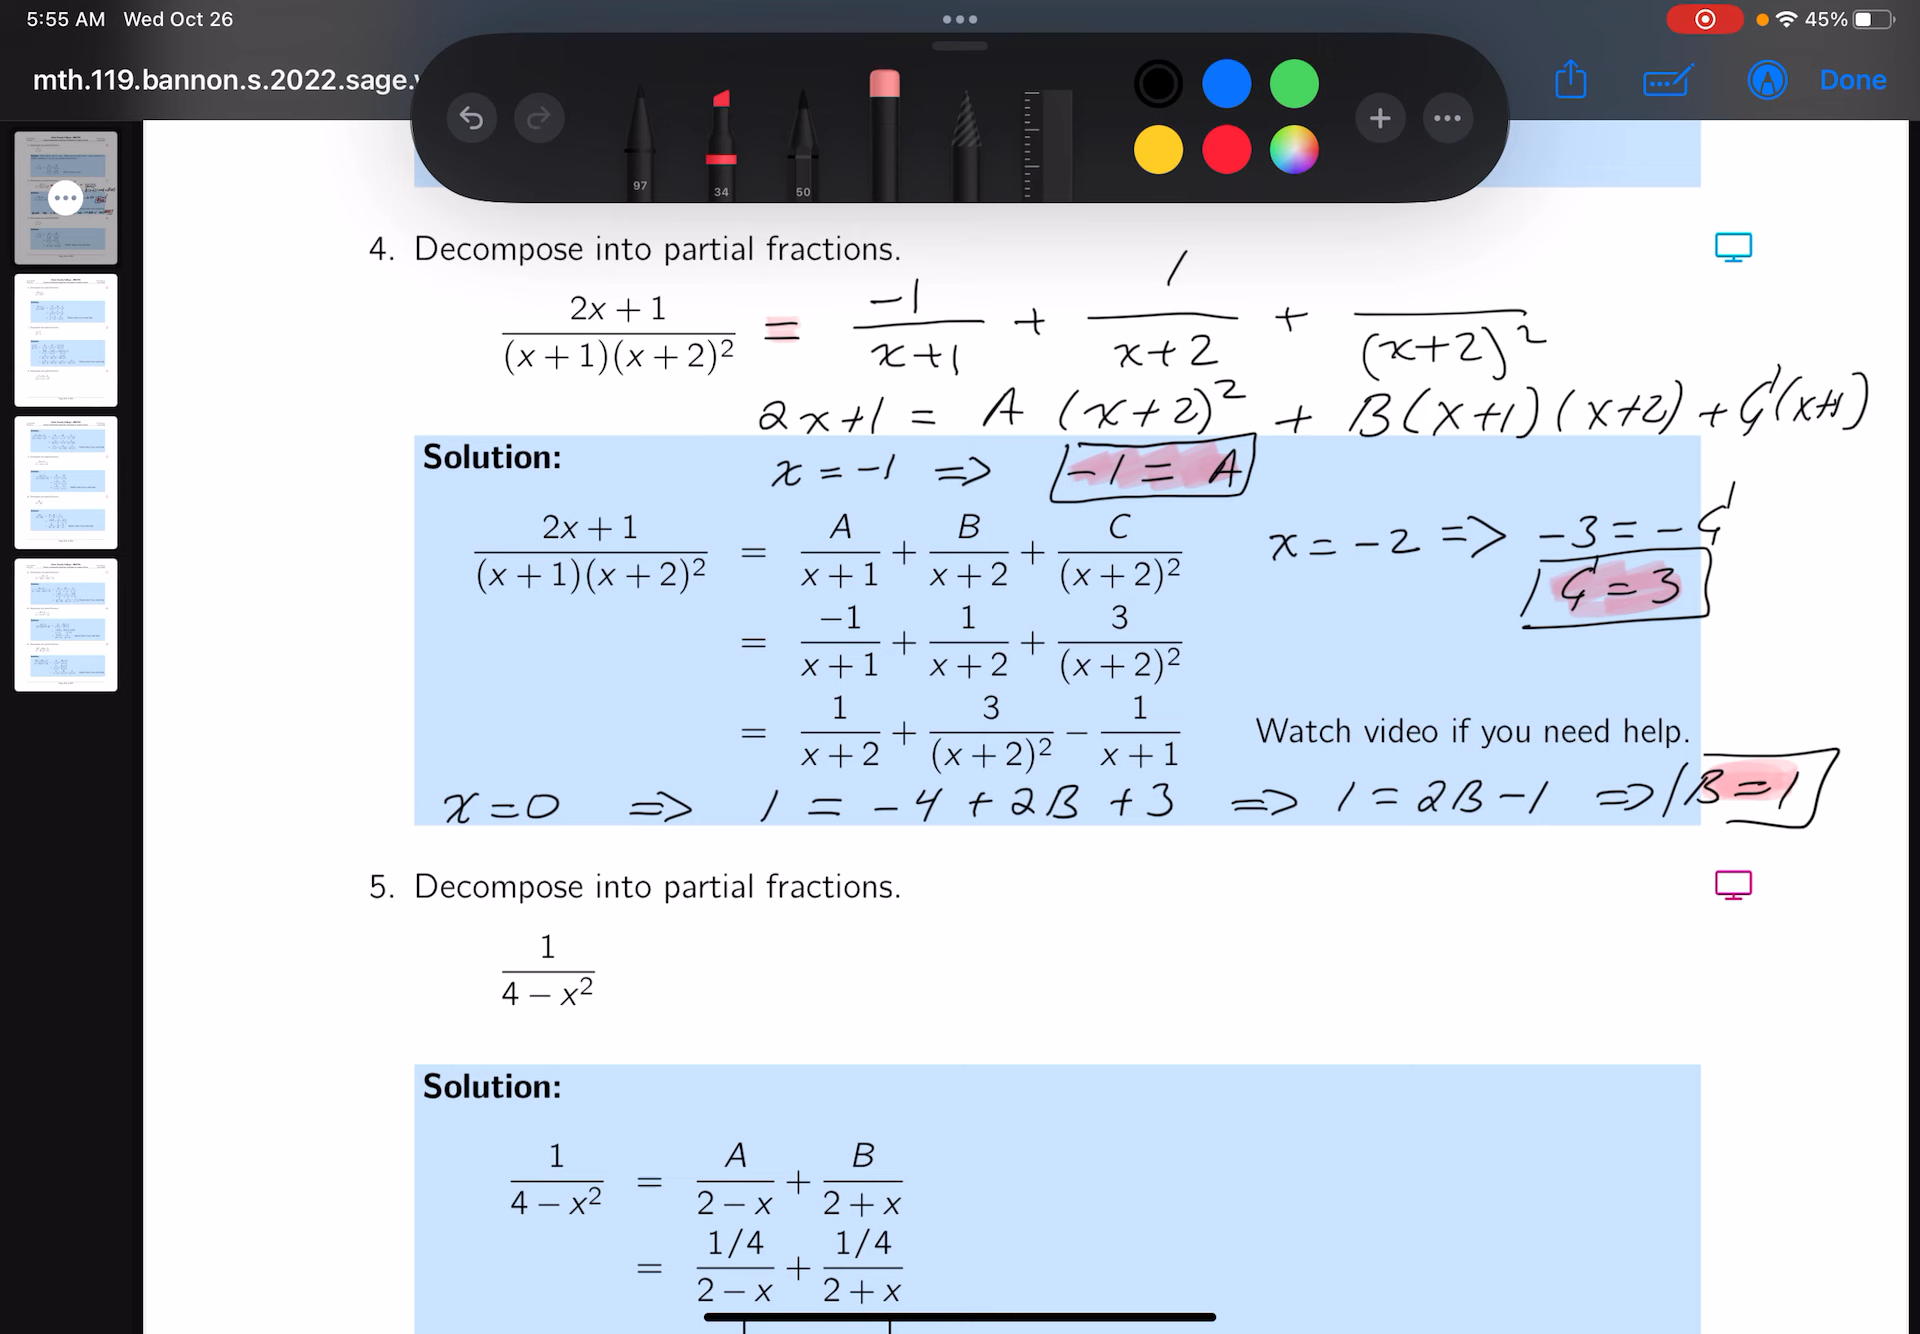 5:55 AM Wed Oct 26
45%
mth.119.bannon.s.2022.sage.
Done
97 34 50
4. Decompose into partial fractions.
(2x + 1)/((x + 1)(x + 2)²) = -1/(x+1) + 1/(x+2) + /(x+2)²
2x+1 = A (x+2)² + B(x+1)(x+2) + C(x+1)
Solution:
x = -1 => -1 = A
(2x + 1)/((x + 1)(x + 2)²) = A/(x + 1) + B/(x + 2) + C/(x + 2)²
x = -2 => -3 = -C
C = 3
= −1/(x + 1) + 1/(x + 2) + 3/(x + 2)²
= 1/(x + 2) + 3/(x + 2)² − 1/(x + 1) Watch video if you need help.
x = 0 => 1 = -4 + 2B + 3 => 1 = 2B - 1 => B = 1
5. Decompose into partial fractions.
1/(4 − x²)
Solution:
1/(4 − x²) = A/(2 − x) + B/(2 + x)
= (1/4)/(2 − x) + (1/4)/(2 + x)